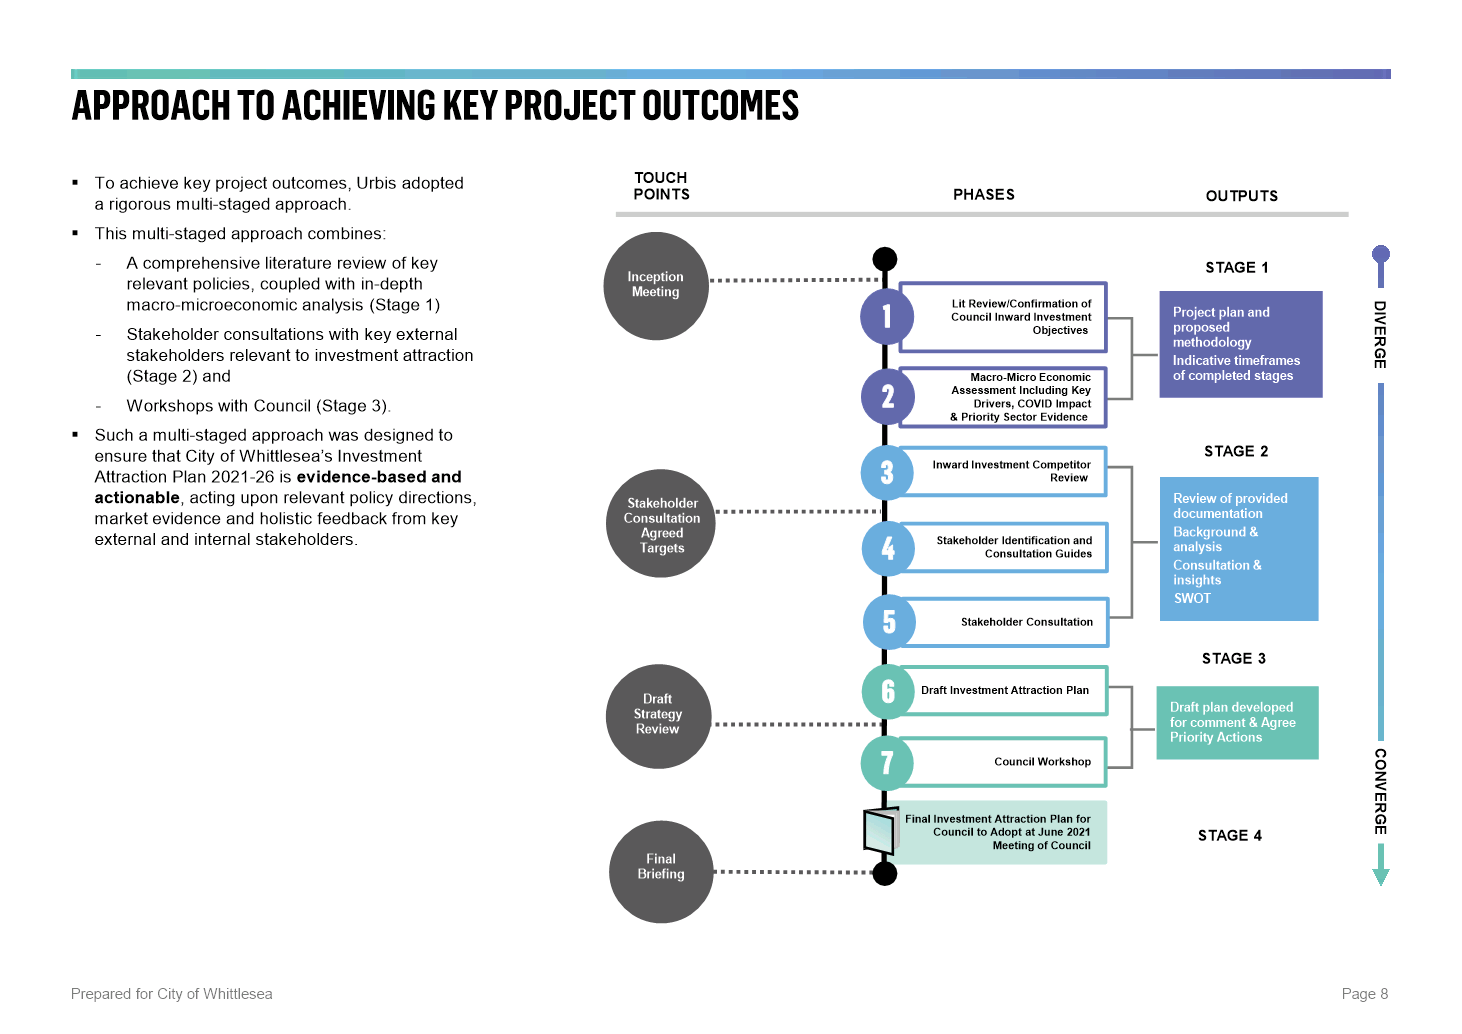 APPROACH TO ACHIEVING KEY PROJECT OUTCOMES
▪ To achieve key project outcomes, Urbis adopted
a rigorous multi-staged approach.
▪ This multi-staged approach combines:
- A comprehensive literature review of key
relevant policies, coupled with in-depth
macro-microeconomic analysis (Stage 1)
- Stakeholder consultations with key external
stakeholders relevant to investment attraction
(Stage 2) and
- Workshops with Council (Stage 3).
▪ Such a multi-staged approach was designed to
ensure that City of Whittlesea's Investment
Attraction Plan 2021-26 is evidence-based and
actionable, acting upon relevant policy directions,
market evidence and holistic feedback from key
external and internal stakeholders.
TOUCH
POINTS
PHASES
OUTPUTS
Inception
Meeting
Stakeholder
Consultation
Agreed
Targets
Draft
Strategy
Review
Final
Briefing
1
Lit Review/Confirmation of
Council Inward Investment
Objectives
2
Macro-Micro Economic
Assessment Including Key
Drivers, COVID Impact
& Priority Sector Evidence
3
Inward Investment Competitor
Review
4
Stakeholder Identification and
Consultation Guides
5
Stakeholder Consultation
6
Draft Investment Attraction Plan
7
Council Workshop
Final Investment Attraction Plan for
Council to Adopt at June 2021
Meeting of Council
STAGE 1
Project plan and
proposed
methodology
Indicative timeframes
of completed stages
STAGE 2
Review of provided
documentation
Background &
analysis
Consultation &
insights
SWOT
STAGE 3
Draft plan developed
for comment & Agree
Priority Actions
STAGE 4
DIVERGE
CONVERGE
Prepared for City of Whittlesea
Page 8